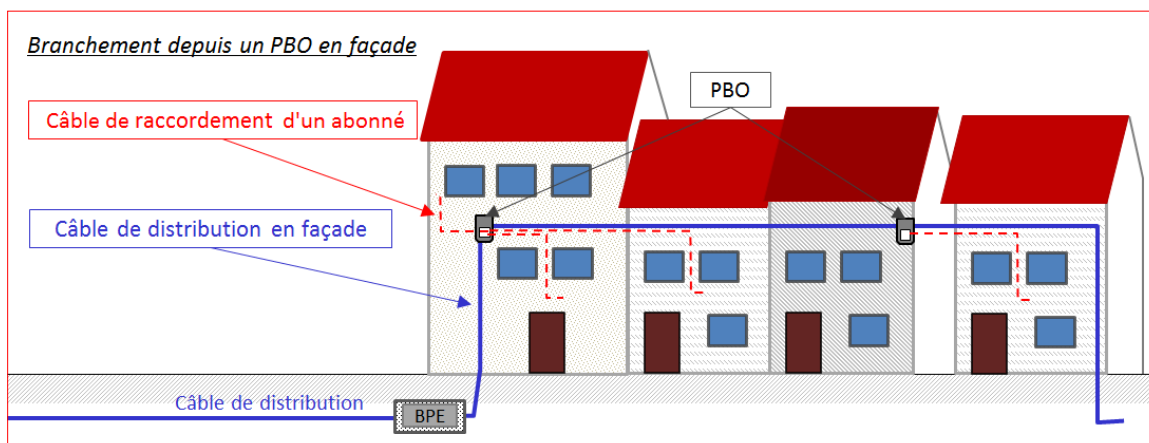 Branchement depuis un PBO en façade
PBO
Câble de raccordement d'un abonné
Câble de distribution en façade
Câble de distribution
BPE